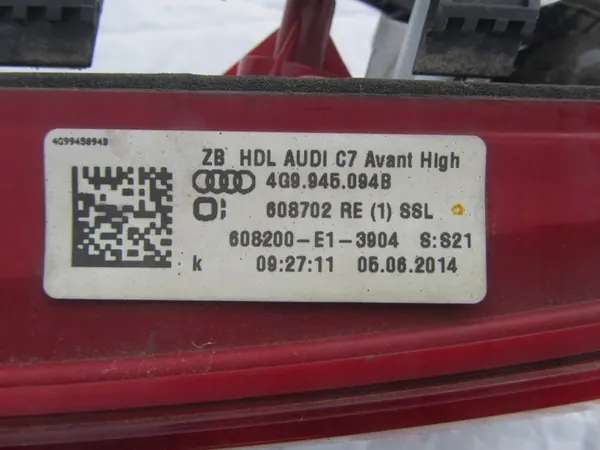 4G9945094B
ZB HDL AUDI C7 Avant High
4G9.945.094B
608702 RE (1) SSL
608200-E1-3904 S:S21
k 09:27:11 05.06.2014